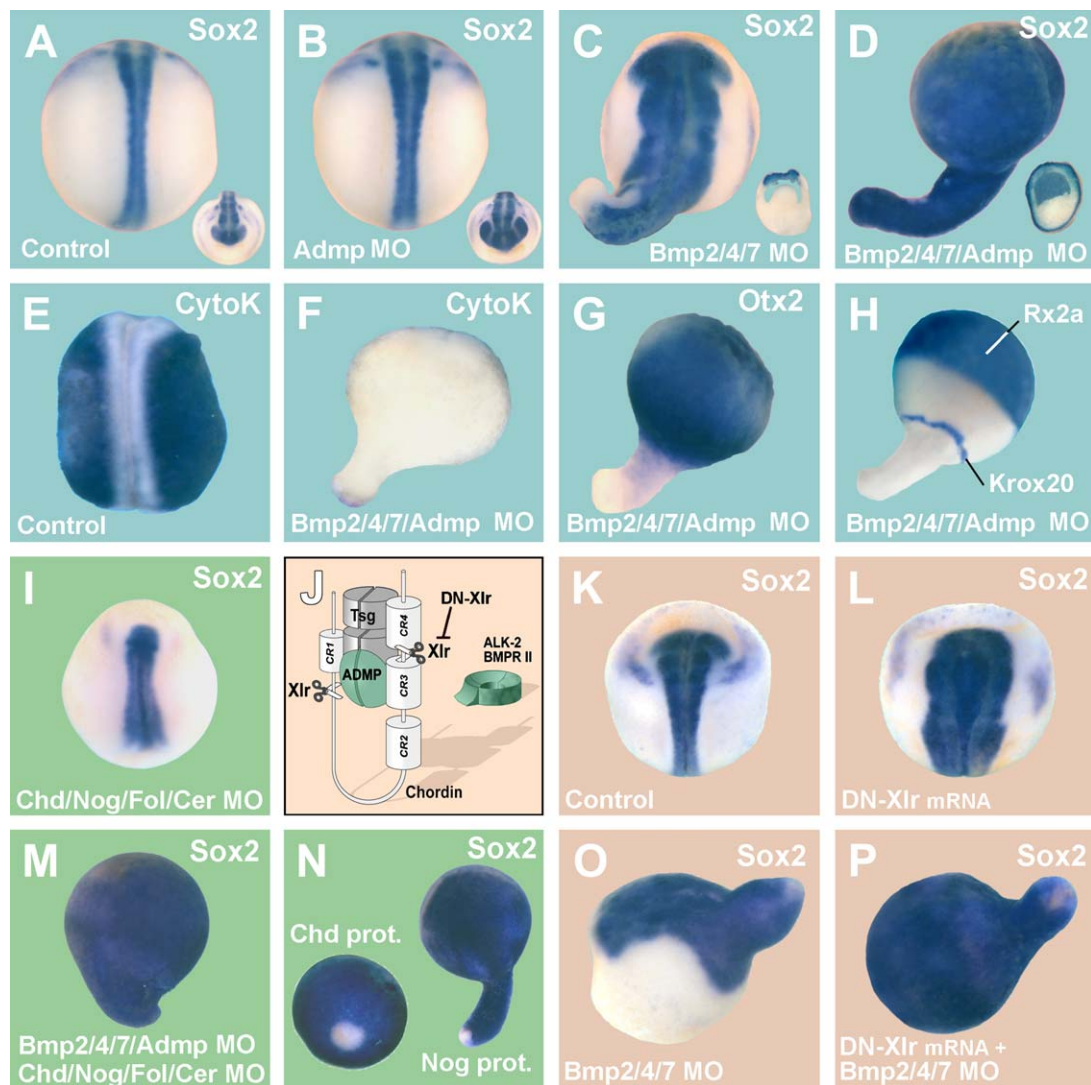 A
Sox2
Control
B
Sox2
Admp MO
C
Sox2
Bmp2/4/7 MO
D
Sox2
Bmp2/4/7/Admp MO
E
CytoK
Control
F
CytoK
Bmp2/4/7/Admp MO
G
Otx2
Bmp2/4/7/Admp MO
H
Rx2a
Krox20
Bmp2/4/7/Admp MO
I
Sox2
Chd/Nog/Fol/Cer MO
J
DN-Xlr
Tsg
CR4
Xlr
ALK-2
BMPR II
CR1
ADMP
CR3
Xlr
CR2
Chordin
K
Sox2
Control
L
Sox2
DN-Xlr mRNA
M
Sox2
Bmp2/4/7/Admp MO
Chd/Nog/Fol/Cer MO
N
Sox2
Chd prot.
Nog prot.
O
Sox2
Bmp2/4/7 MO
P
Sox2
DN-Xlr mRNA +
Bmp2/4/7 MO